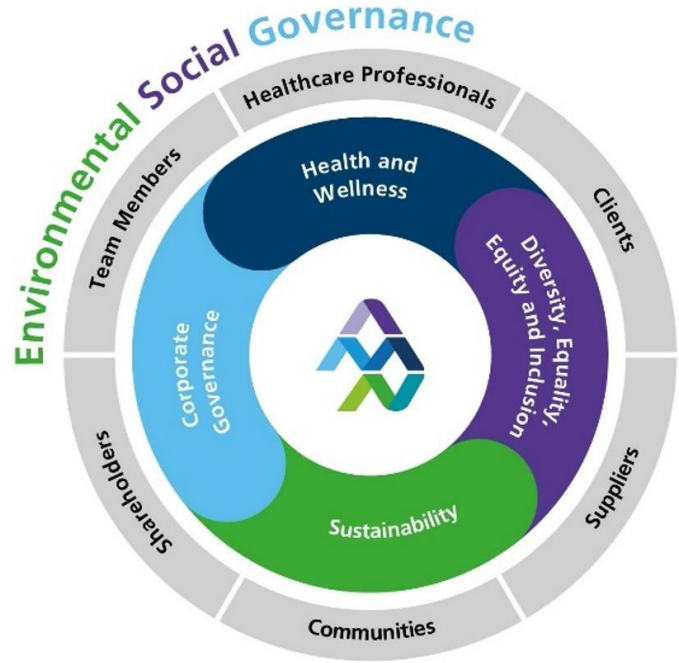 Environmental Social Governance
Healthcare Professionals
Clients
Suppliers
Communities
Shareholders
Team Members
Health and
Wellness
Diversity, Equality,
Equity and Inclusion
Sustainability
Corporate
Governance